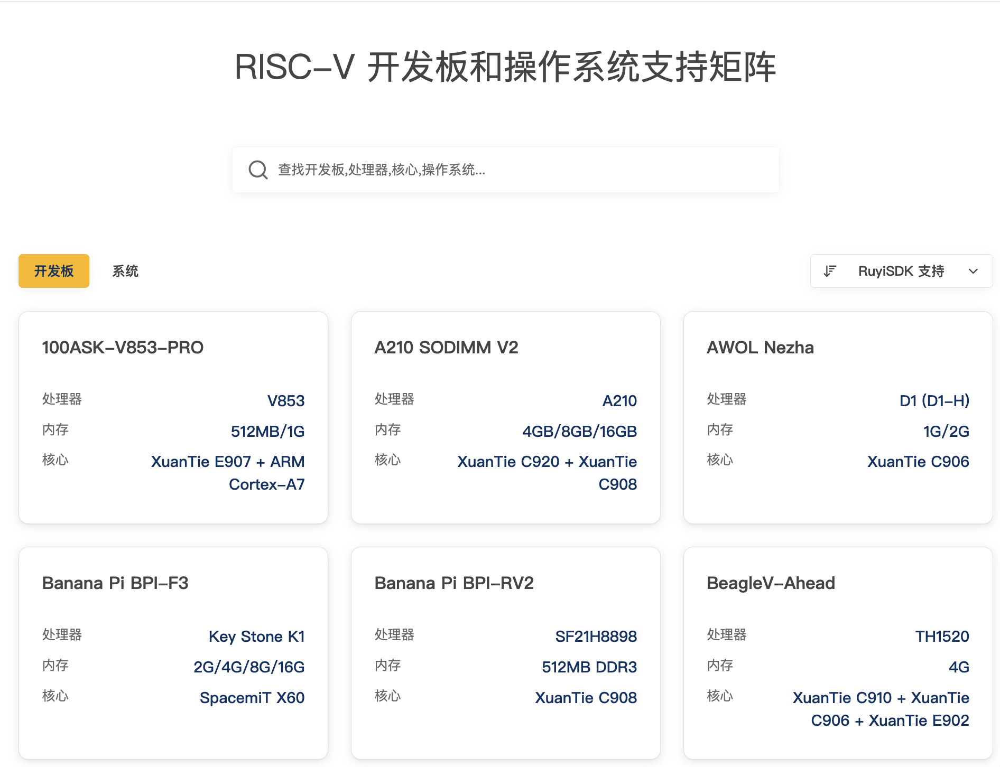 RISC-V 开发板和操作系统支持矩阵
查找开发板,处理器,核心,操作系统...
开发板
系统
RuyiSDK 支持
100ASK-V853-PRO
处理器 V853
内存 512MB/1G
核心 XuanTie E907 + ARM
Cortex-A7
A210 SODIMM V2
处理器 A210
内存 4GB/8GB/16GB
核心 XuanTie C920 + XuanTie
C908
AWOL Nezha
处理器 D1 (D1-H)
内存 1G/2G
核心 XuanTie C906
Banana Pi BPI-F3
处理器 Key Stone K1
内存 2G/4G/8G/16G
核心 SpacemiT X60
Banana Pi BPI-RV2
处理器 SF21H8898
内存 512MB DDR3
核心 XuanTie C908
BeagleV-Ahead
处理器 TH1520
内存 4G
核心 XuanTie C910 + XuanTie
C906 + XuanTie E902